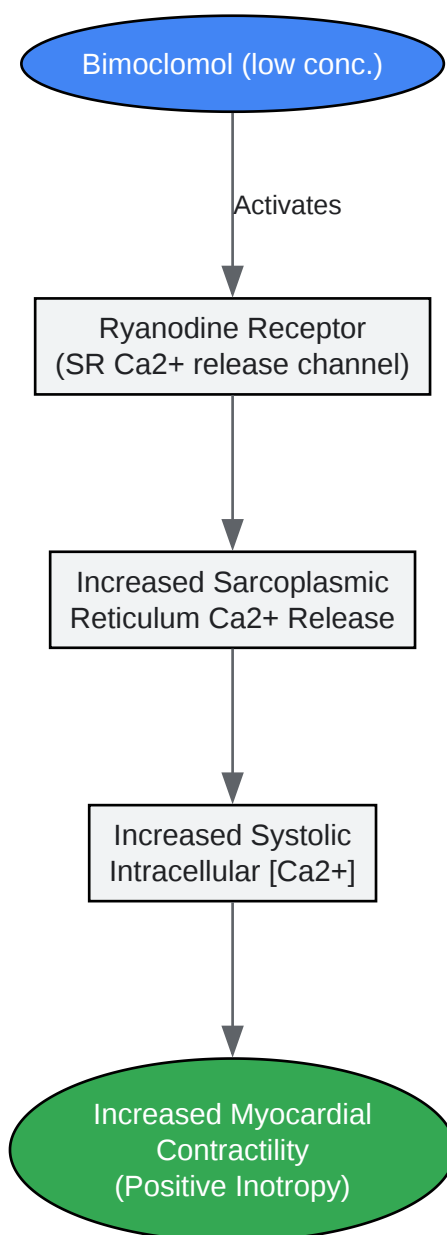 Bimoclomol (low conc.)
Activates
Ryanodine Receptor
(SR Ca2+ release channel)
Increased Sarcoplasmic
Reticulum Ca2+ Release
Increased Systolic
Intracellular [Ca2+]
Increased Myocardial
Contractility
(Positive Inotropy)